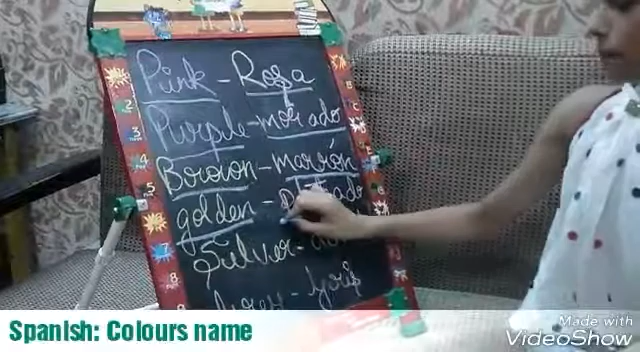 Pink - Rosa
Purple - morado
Brown - marrón
golden -
Silver -
Spanish: Colours name
Made with
VideoShow